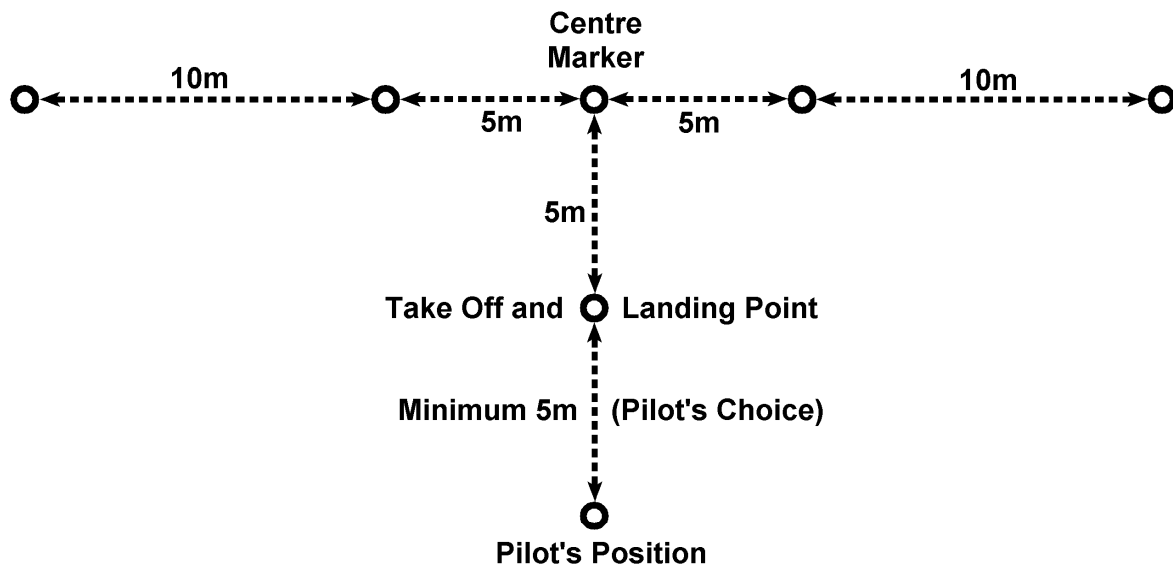 Centre
Marker
10m
10m
5m
5m
5m
Take Off and Landing Point
Minimum 5m (Pilot's Choice)
Pilot's Position